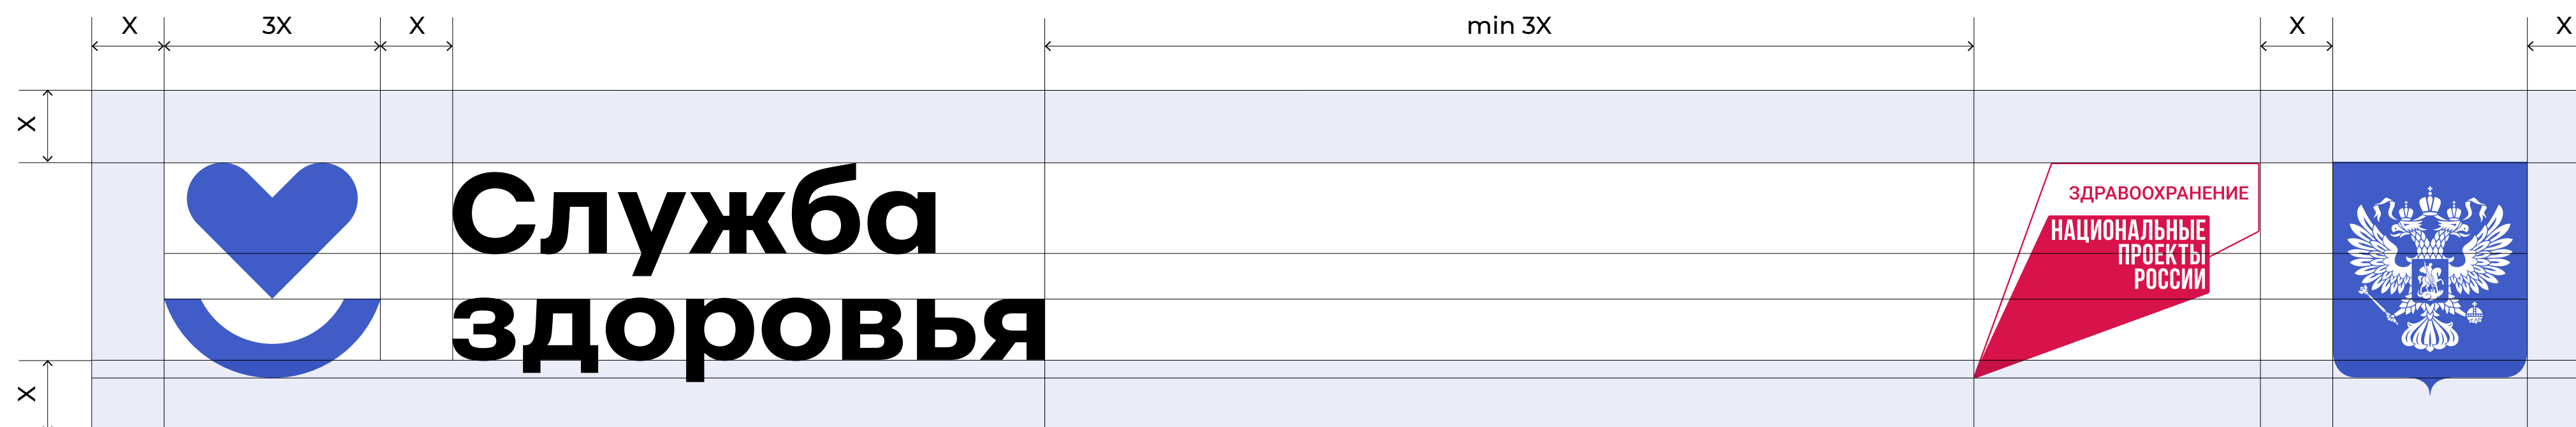 X
3X
X
min 3X
X
X
X
Служба
здоровья
ЗДРАВООХРАНЕНИЕ
НАЦИОНАЛЬНЫЕ
ПРОЕКТЫ
РОССИИ
X